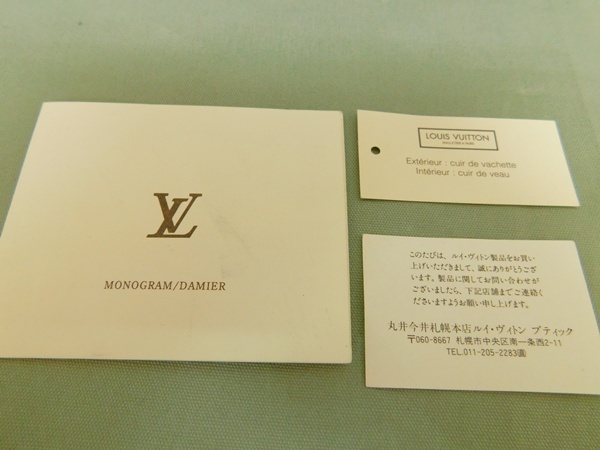 LV
MONOGRAM/DAMIER
LOUIS VUITTON
Extérieur : cuir de vachette
Intérieur : cuir de veau
このたびは、ルイ・ヴィトン製品をお買い
上げいただきまして、誠にありがとうござ
います。製品に関してお問い合わせが
ございましたら、下記店舗までご連絡く
ださいますようお願い申し上げます。
丸井今井札幌本店ルイ・ヴィトン ブティック
〒060-8667 札幌市中央区南一条西2-11
TEL.011-205-2283㈹